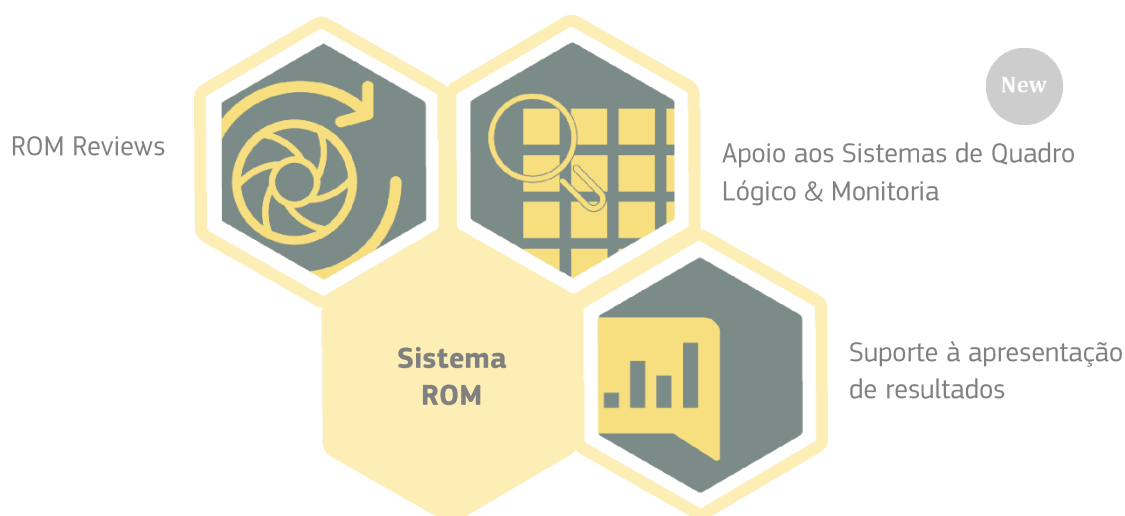 New
ROM Reviews
Apoio aos Sistemas de Quadro
Lógico & Monitoria
Sistema
ROM
Suporte à apresentação
de resultados